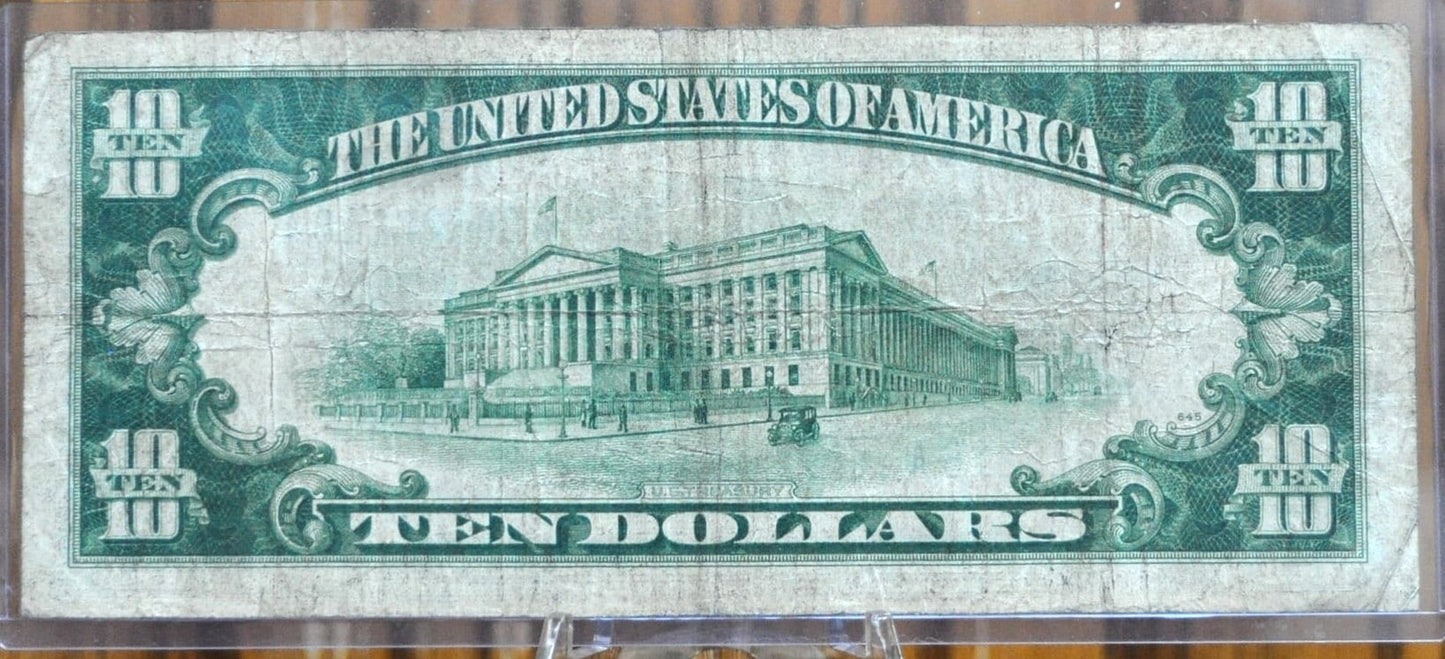 10 THE UNITED STATES OF AMERICA 10
TEN TEN
10 10
645
10 10
TEN U.S. TREASURY TEN
10 TEN DOLLARS 10